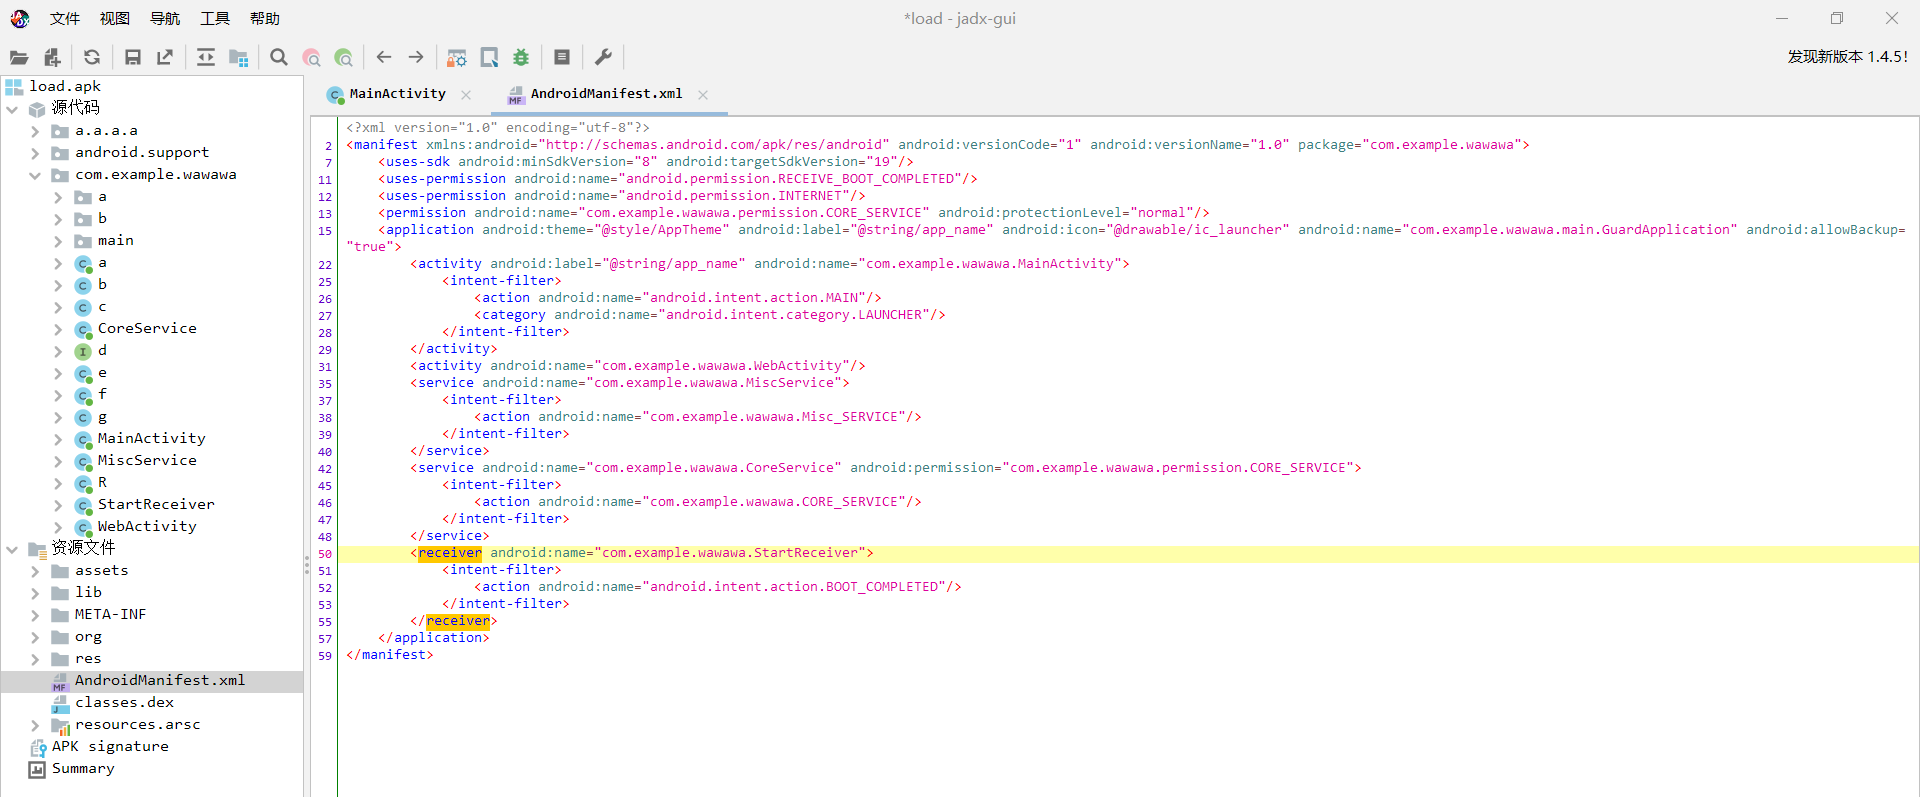 文件 视图 导航 工具 帮助
*load - jadx-gui
发现新版本 1.4.5!
load.apk
源代码
a.a.a.a
android.support
com.example.wawawa
a
b
main
a
b
c
CoreService
d
e
f
g
MainActivity
MiscService
R
StartReceiver
WebActivity
资源文件
assets
lib
META-INF
org
res
AndroidManifest.xml
classes.dex
resources.arsc
APK signature
Summary
MainActivity
AndroidManifest.xml
<?xml version="1.0" encoding="utf-8"?>
2 <manifest xmlns:android="http://schemas.android.com/apk/res/android" android:versionCode="1" android:versionName="1.0" package="com.example.wawawa">
7 <uses-sdk android:minSdkVersion="8" android:targetSdkVersion="19"/>
11 <uses-permission android:name="android.permission.RECEIVE_BOOT_COMPLETED"/>
12 <uses-permission android:name="android.permission.INTERNET"/>
13 <permission android:name="com.example.wawawa.permission.CORE_SERVICE" android:protectionLevel="normal"/>
15 <application android:theme="@style/AppTheme" android:label="@string/app_name" android:icon="@drawable/ic_launcher" android:name="com.example.wawawa.main.GuardApplication" android:allowBackup=
"true">
22 <activity android:label="@string/app_name" android:name="com.example.wawawa.MainActivity">
25 <intent-filter>
26 <action android:name="android.intent.action.MAIN"/>
27 <category android:name="android.intent.category.LAUNCHER"/>
28 </intent-filter>
29 </activity>
31 <activity android:name="com.example.wawawa.WebActivity"/>
35 <service android:name="com.example.wawawa.MiscService">
37 <intent-filter>
38 <action android:name="com.example.wawawa.Misc_SERVICE"/>
39 </intent-filter>
40 </service>
42 <service android:name="com.example.wawawa.CoreService" android:permission="com.example.wawawa.permission.CORE_SERVICE">
45 <intent-filter>
46 <action android:name="com.example.wawawa.CORE_SERVICE"/>
47 </intent-filter>
48 </service>
50 <receiver android:name="com.example.wawawa.StartReceiver">
51 <intent-filter>
52 <action android:name="android.intent.action.BOOT_COMPLETED"/>
53 </intent-filter>
55 </receiver>
57 </application>
59 </manifest>